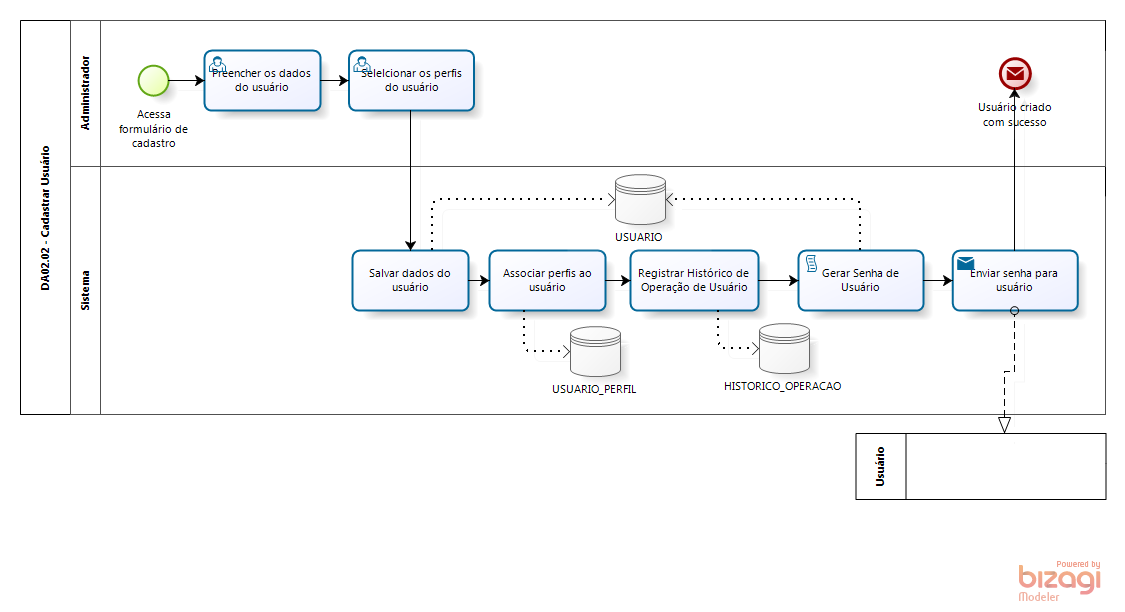 DA02.02 - Cadastrar Usuário
Administrador
Acessa
formulário de
cadastro
Preencher os dados
do usuário
Selelcionar os perfis
do usuário
Usuário criado
com sucesso
Sistema
USUARIO
Salvar dados do
usuário
Associar perfis ao
usuário
Registrar Histórico de
Operação de Usuário
Gerar Senha de
Usuário
Enviar senha para
usuário
USUARIO_PERFIL
HISTORICO_OPERACAO
Usuário
Powered by
bizagi
Modeler